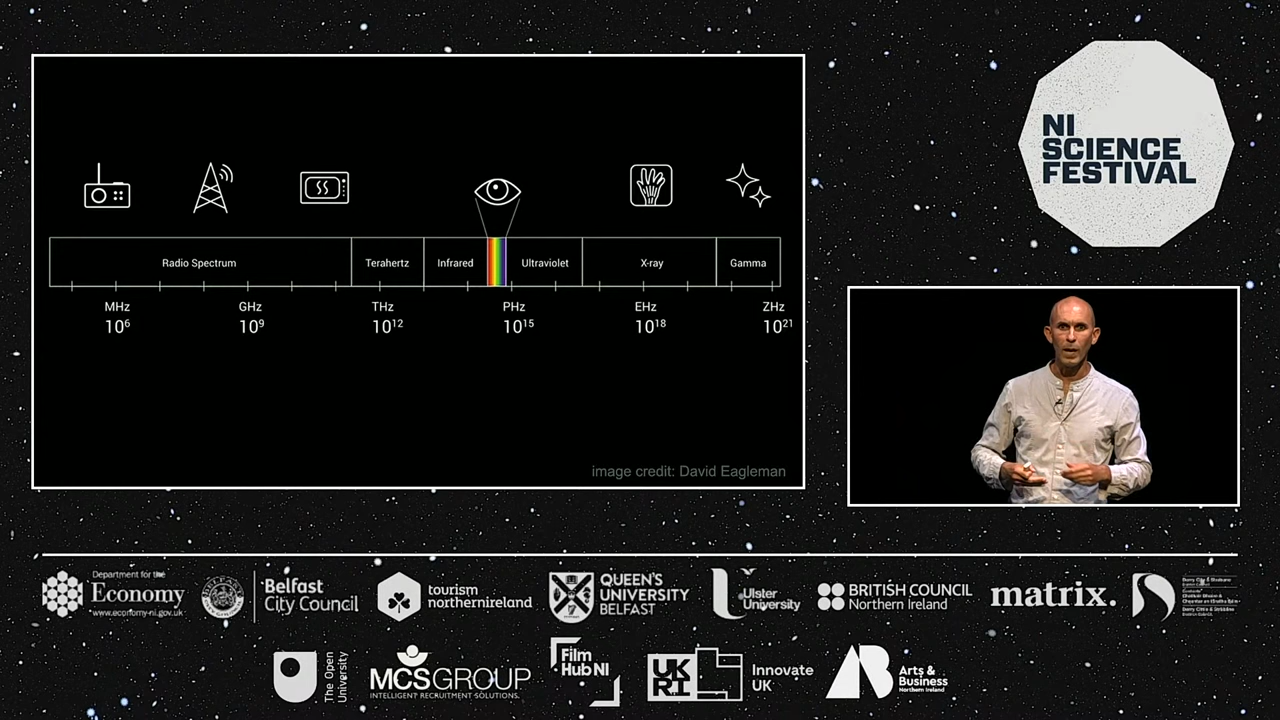 NI
SCIENCE
FESTIVAL
Radio Spectrum
Terahertz
Infrared
Ultraviolet
X-ray
Gamma
MHz
GHz
THz
PHz
EHz
ZHz
10⁶
10⁹
10¹²
10¹⁵
10¹⁸
10²¹
image credit: David Eagleman
Department for the
Economy
www.economy-ni.gov.uk
Belfast
City Council
tourism
northernireland
QUEEN'S
UNIVERSITY
BELFAST
Ulster
University
BRITISH COUNCIL
Northern Ireland
matrix.
The Open
University
MCSGROUP
INTELLIGENT RECRUITMENT SOLUTIONS.
Film
Hub NI
UK
RI
Innovate
UK
Arts &
Business
Northern Ireland